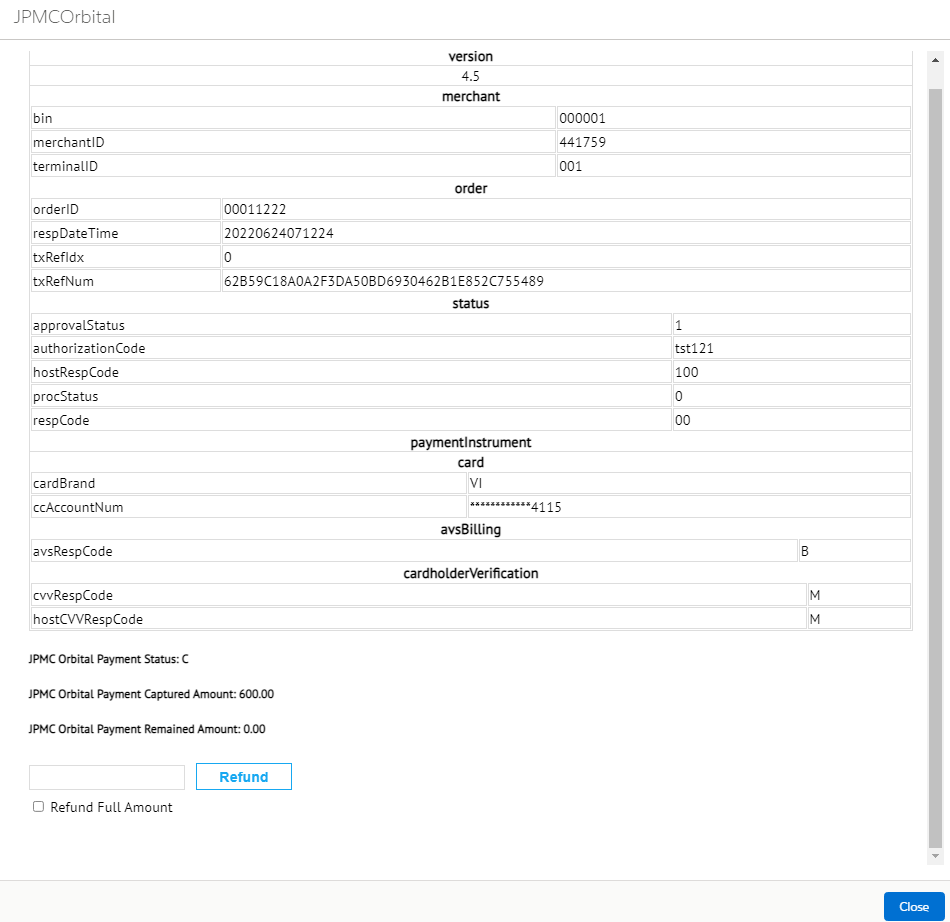 JPMCOrbital
version
4.5
merchant
bin 000001
merchantID 441759
terminalID 001
order
orderID 00011222
respDateTime 20220624071224
txRefIdx 0
txRefNum 62B59C18A0A2F3DA50BD6930462B1E852C755489
status
approvalStatus 1
authorizationCode tst121
hostRespCode 100
procStatus 0
respCode 00
paymentInstrument
card
cardBrand VI
ccAccountNum ************4115
avsBilling
avsRespCode B
cardholderVerification
cvvRespCode M
hostCVVRespCode M
JPMC Orbital Payment Status: C
JPMC Orbital Payment Captured Amount: 600.00
JPMC Orbital Payment Remained Amount: 0.00
Refund
Refund Full Amount
Close